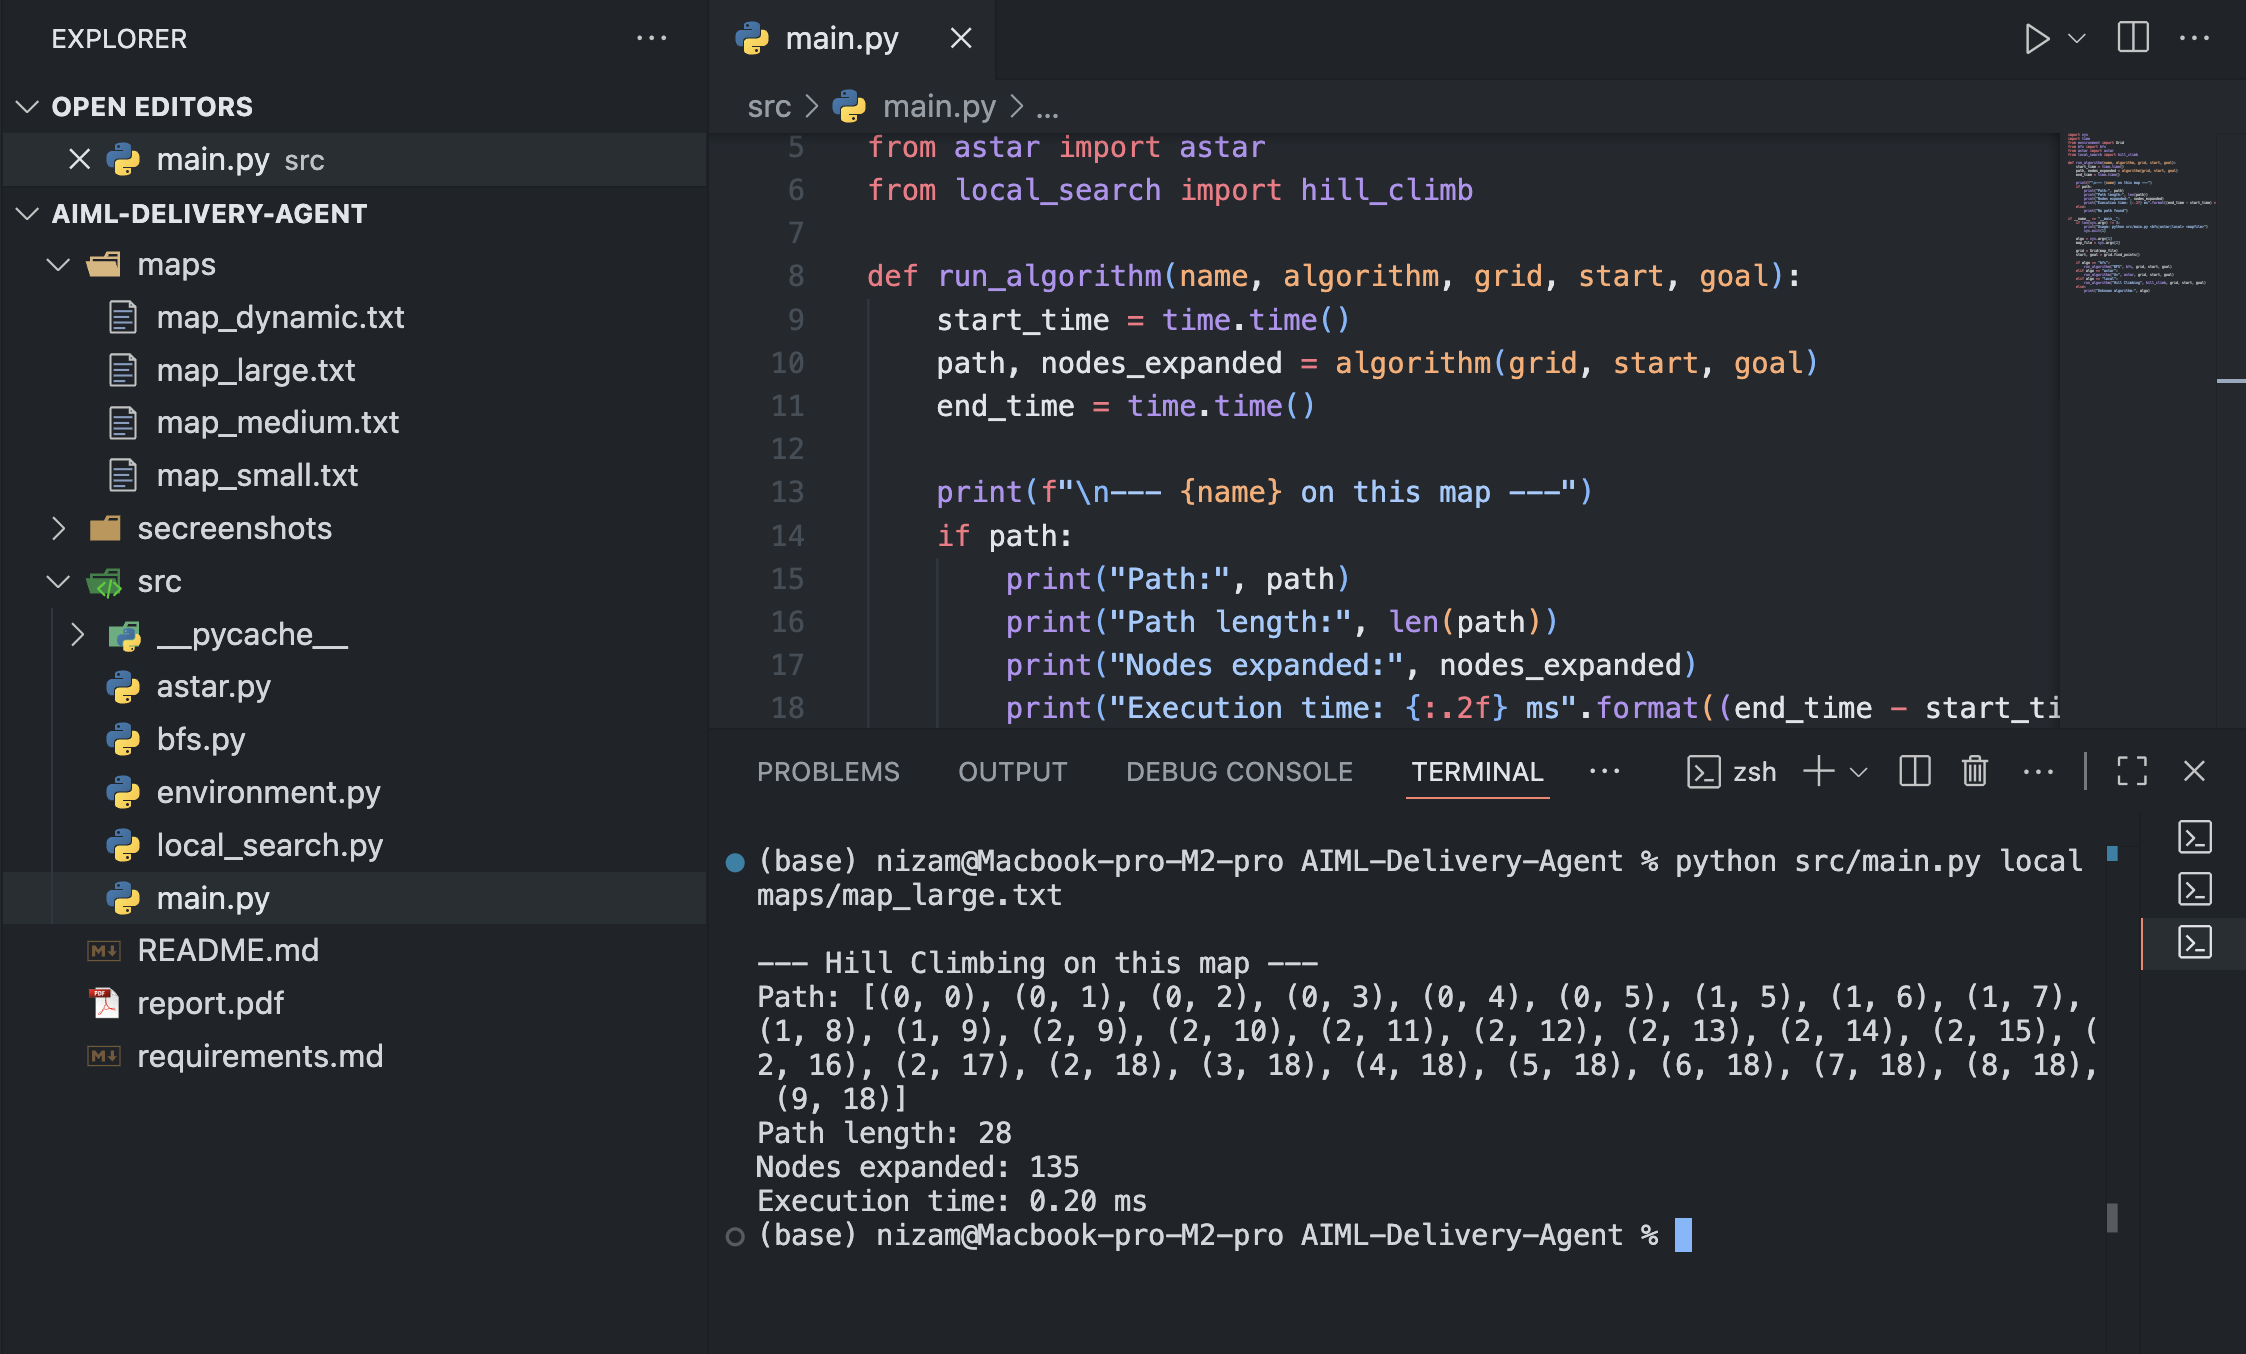 EXPLORER
OPEN EDITORS
main.py src
AIML-DELIVERY-AGENT
maps
map_dynamic.txt
map_large.txt
map_medium.txt
map_small.txt
secreenshots
src
__pycache__
astar.py
bfs.py
environment.py
local_search.py
main.py
README.md
report.pdf
requirements.md
main.py
src > main.py > ...
5 from astar import astar
6 from local_search import hill_climb
7
8 def run_algorithm(name, algorithm, grid, start, goal):
9 start_time = time.time()
10 path, nodes_expanded = algorithm(grid, start, goal)
11 end_time = time.time()
12
13 print(f"\n--- {name} on this map ---")
14 if path:
15 print("Path:", path)
16 print("Path length:", len(path))
17 print("Nodes expanded:", nodes_expanded)
18 print("Execution time: {:.2f} ms".format((end_time - start_ti
PROBLEMS OUTPUT DEBUG CONSOLE TERMINAL ... zsh
(base) nizam@Macbook-pro-M2-pro AIML-Delivery-Agent % python src/main.py local
maps/map_large.txt
--- Hill Climbing on this map ---
Path: [(0, 0), (0, 1), (0, 2), (0, 3), (0, 4), (0, 5), (1, 5), (1, 6), (1, 7),
(1, 8), (1, 9), (2, 9), (2, 10), (2, 11), (2, 12), (2, 13), (2, 14), (2, 15), (
2, 16), (2, 17), (2, 18), (3, 18), (4, 18), (5, 18), (6, 18), (7, 18), (8, 18),
(9, 18)]
Path length: 28
Nodes expanded: 135
Execution time: 0.20 ms
(base) nizam@Macbook-pro-M2-pro AIML-Delivery-Agent %